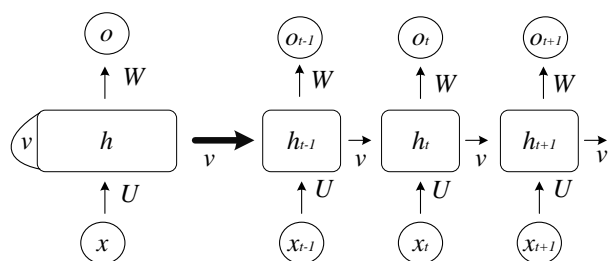 o o_{t-1} o_t o_{t+1}
W W W W
v h v h_{t-1} v h_t v h_{t+1} v
U U U U
x x_{t-1} x_t x_{t+1}